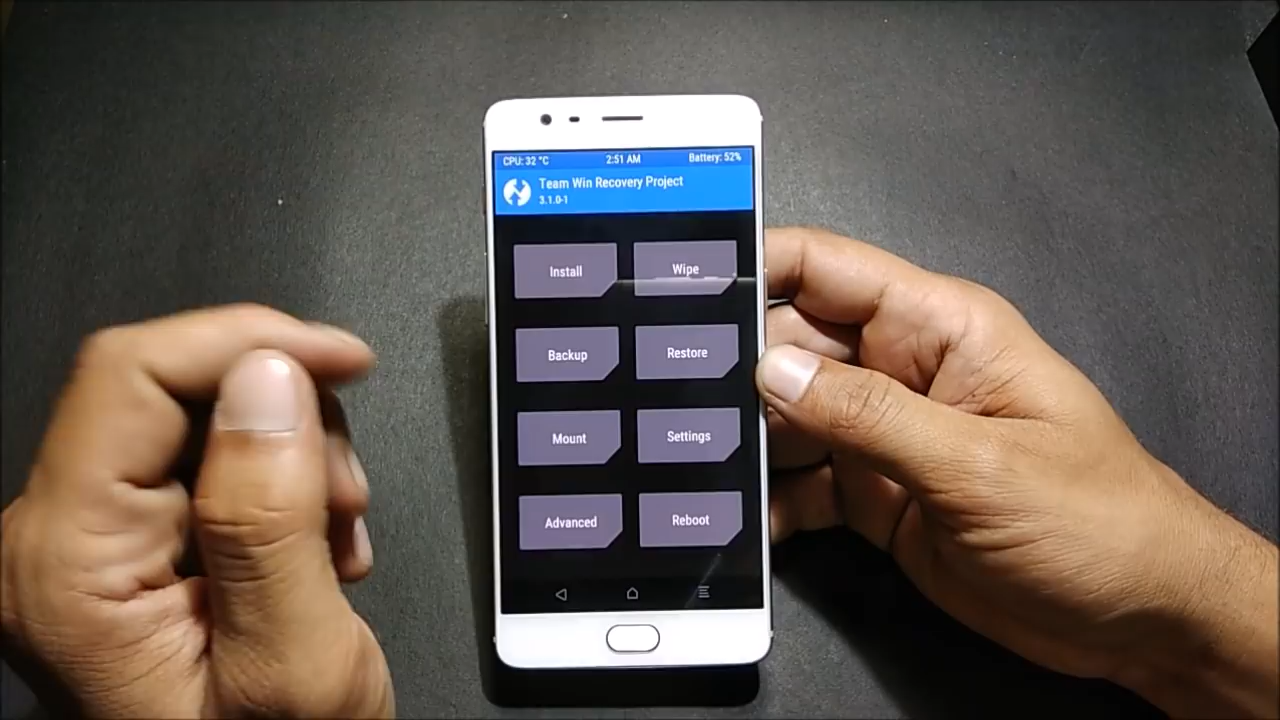 CPU: 32 °C 2:51 AM Battery: 52%
Team Win Recovery Project
3.1.0-1
Install Wipe
Backup Restore
Mount Settings
Advanced Reboot